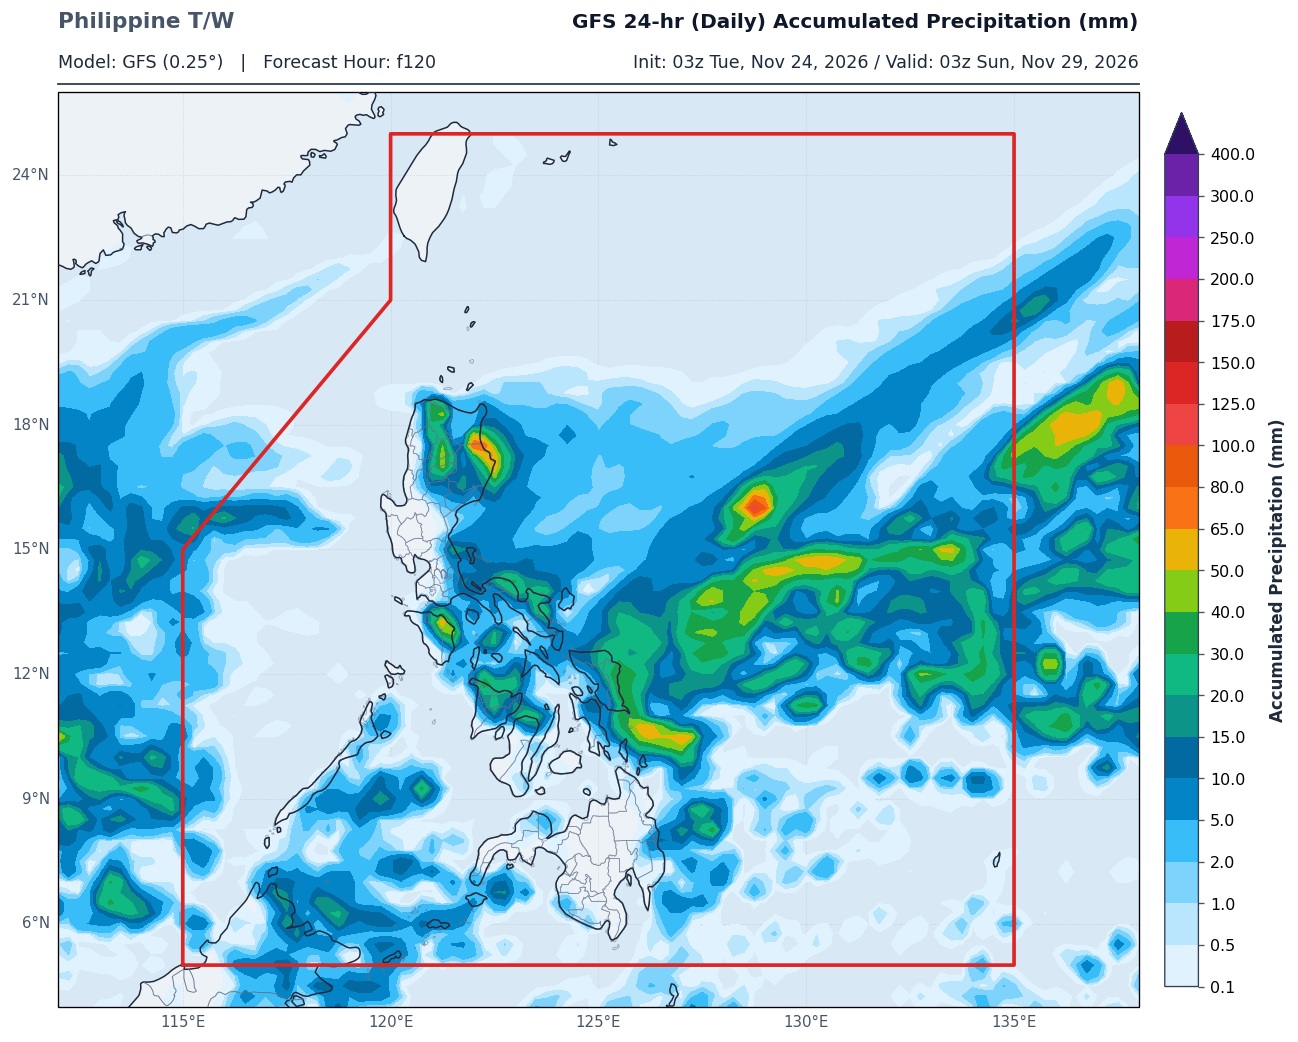 Philippine T/W
GFS 24-hr (Daily) Accumulated Precipitation (mm)
Model: GFS (0.25°) | Forecast Hour: f120
Init: 03z Tue, Nov 24, 2026 / Valid: 03z Sun, Nov 29, 2026
24°N
21°N
18°N
15°N
12°N
9°N
6°N
115°E
120°E
125°E
130°E
135°E
400.0
300.0
250.0
200.0
175.0
150.0
125.0
100.0
80.0
65.0
50.0
40.0
30.0
20.0
15.0
10.0
5.0
2.0
1.0
0.5
0.1
Accumulated Precipitation (mm)